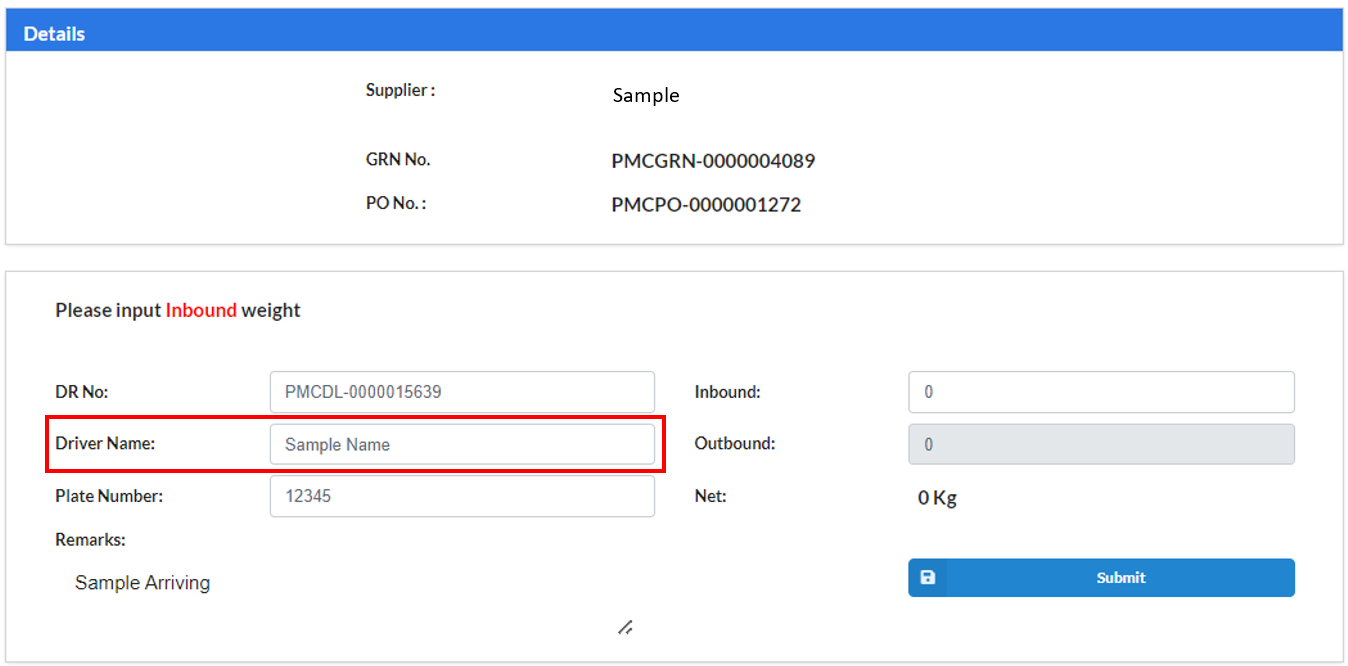 Details
Supplier : Sample
GRN No. PMCGRN-0000004089
PO No. : PMCPO-0000001272
Please input Inbound weight
DR No: PMCDL-0000015639 Inbound: 0
Driver Name: Sample Name Outbound: 0
Plate Number: 12345 Net: 0 Kg
Remarks:
Sample Arriving Submit